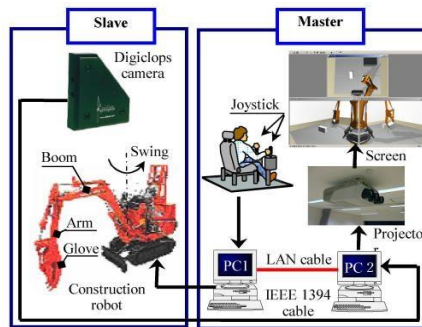 Slave
Master
Digiclops
camera
Joystick
Swing
Boom
Screen
Arm
Glove
Projecto
Construction
robot
PC1
LAN cable
PC 2
IEEE 1394
cable